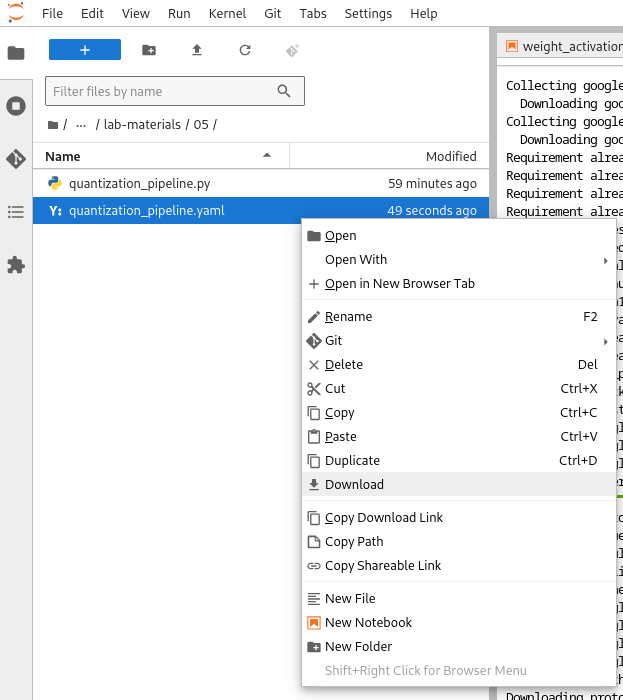 File Edit View Run Kernel Git Tabs Settings Help
Filter files by name
/ ... / lab-materials / 05 /
Name Modified
quantization_pipeline.py 59 minutes ago
Y: quantization_pipeline.yaml 49 seconds ago
Open
Open With
Open in New Browser Tab
Rename F2
Git
Delete Del
Cut Ctrl+X
Copy Ctrl+C
Paste Ctrl+V
Duplicate Ctrl+D
Download
Copy Download Link
Copy Path
Copy Shareable Link
New File
New Notebook
New Folder
Shift+Right Click for Browser Menu
weight_activation
Collecting google
Downloading goo
Collecting google
Downloading goo
Requirement alrea
Requirement alrea
Requirement alrea
Requirement alrea
Downloading proto